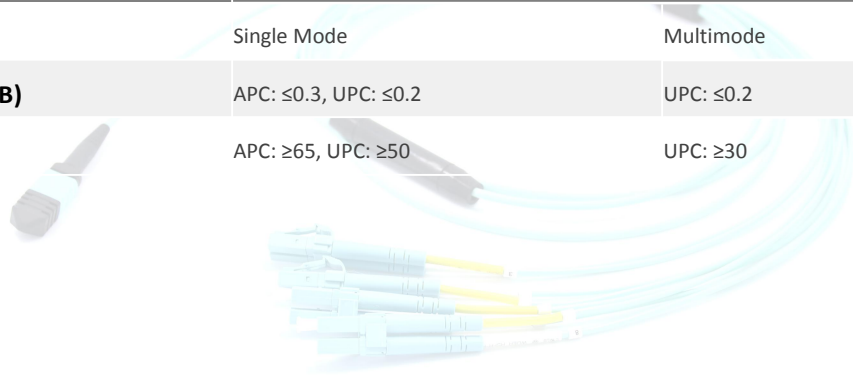 Single Mode Multimode
B) APC: ≤0.3, UPC: ≤0.2 UPC: ≤0.2
APC: ≥65, UPC: ≥50 UPC: ≥30